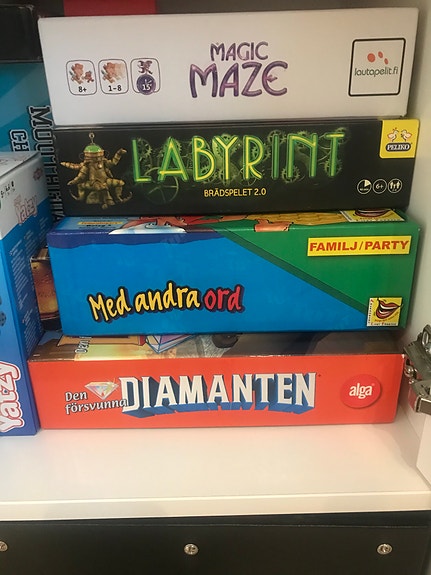 MAGIC
MAZE
8+
1-8
15'
lautapelit.fi
LABYRINT
BRÄDSPELET 2.0
6+
PELIKO
FAMILJ/PARTY
Med andra ord
Den
försvunna
DIAMANTEN
alga
Yatzy